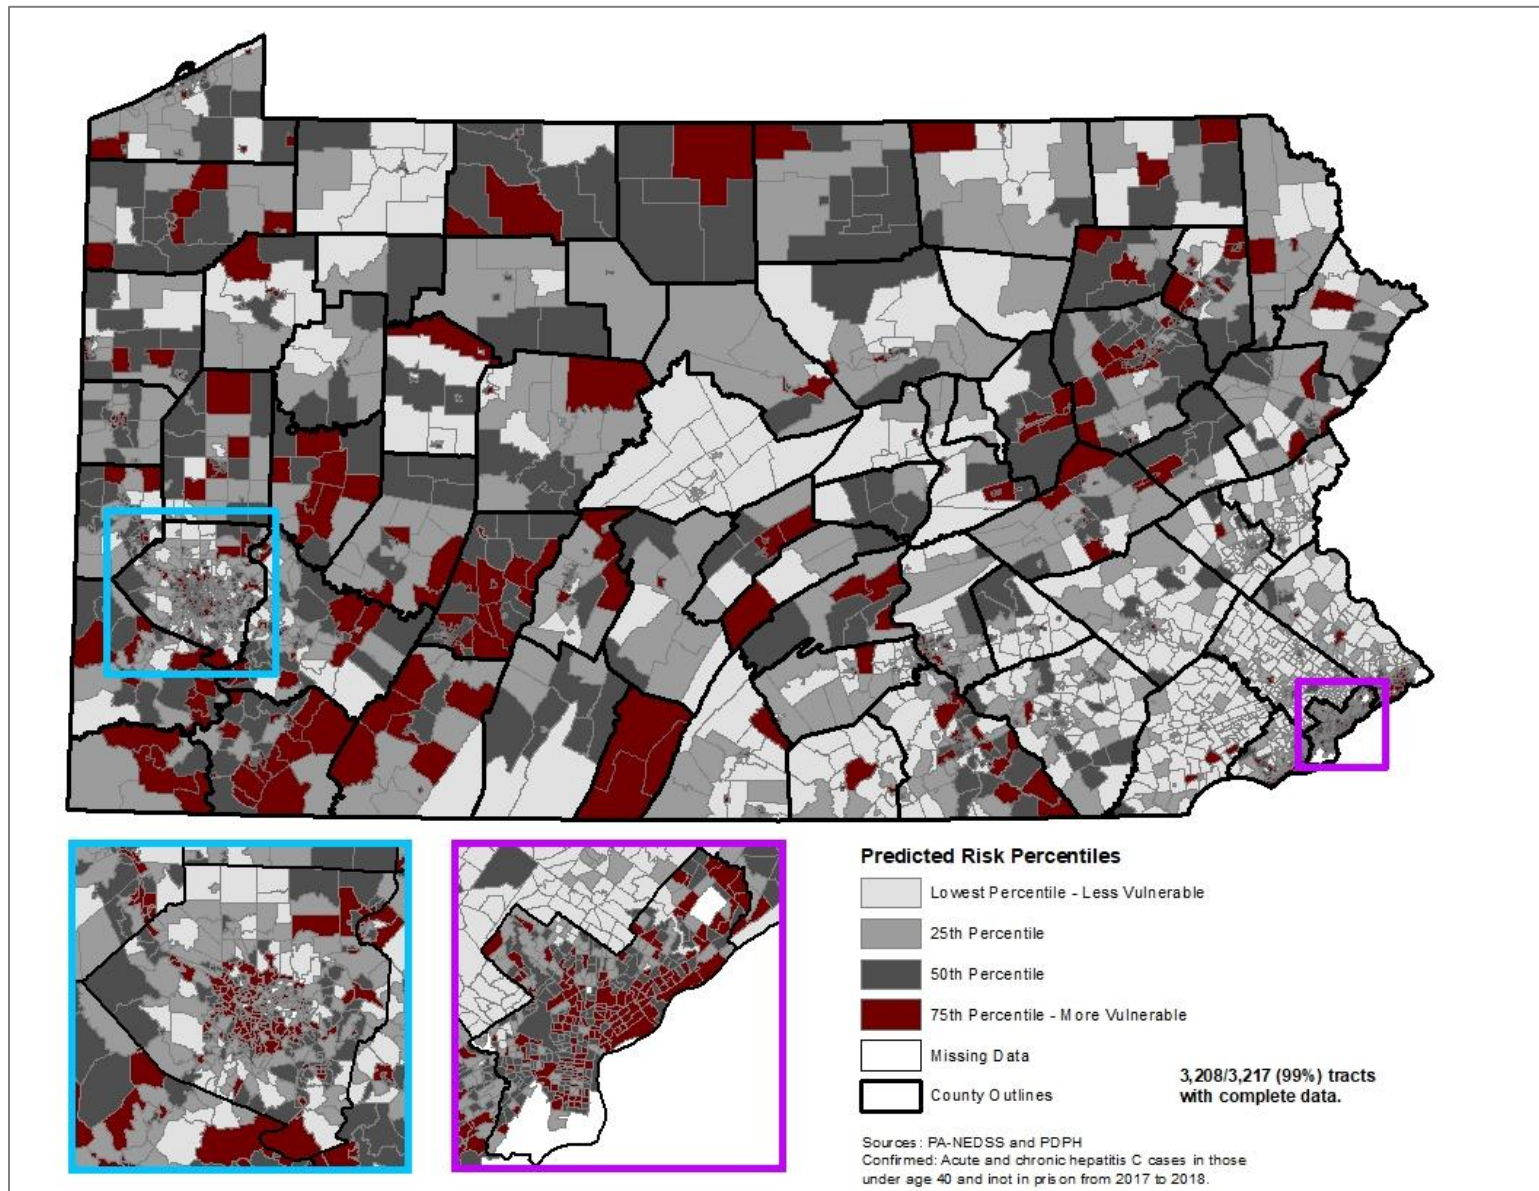 Predicted Risk Percentiles
Lowest Percentile - Less Vulnerable
25th Percentile
50th Percentile
75th Percentile - More Vulnerable
Missing Data
County Outlines
3,208/3,217 (99%) tracts
with complete data.
Sources: PA-NEDSS and PDPH
Confirmed: Acute and chronic hepatitis C cases in those
under age 40 and inot in prison from 2017 to 2018.